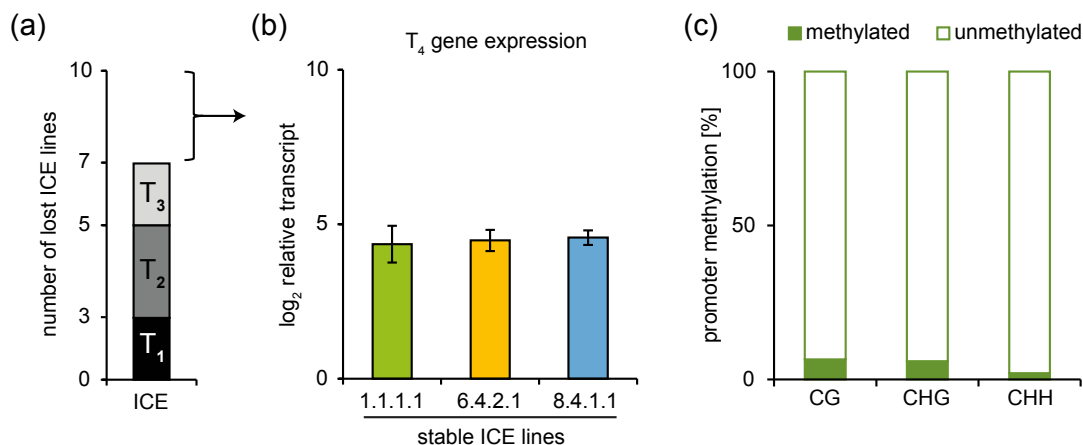 (a)
number of lost ICE lines
10
7
5
3
0
T3
T2
T1
ICE
(b)
T4 gene expression
log2 relative transcript
10
5
0
1.1.1.1 6.4.2.1 8.4.1.1
stable ICE lines
(c)
methylated unmethylated
promoter methylation [%]
100
50
0
CG CHG CHH